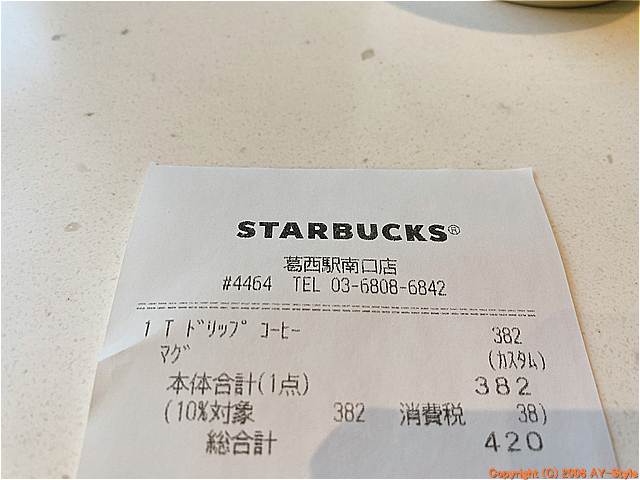 STARBUCKS®
葛西駅南口店
#4464 TEL 03-6808-6842
1 T ﾄﾞﾘｯﾌﾟ ｺｰﾋｰ 382
ﾏｸﾞ (ｶｽﾀﾑ)
本体合計(1点) 382
(10%対象 382 消費税 38)
総合計 420
Copyright (C) 2006 AY-Style